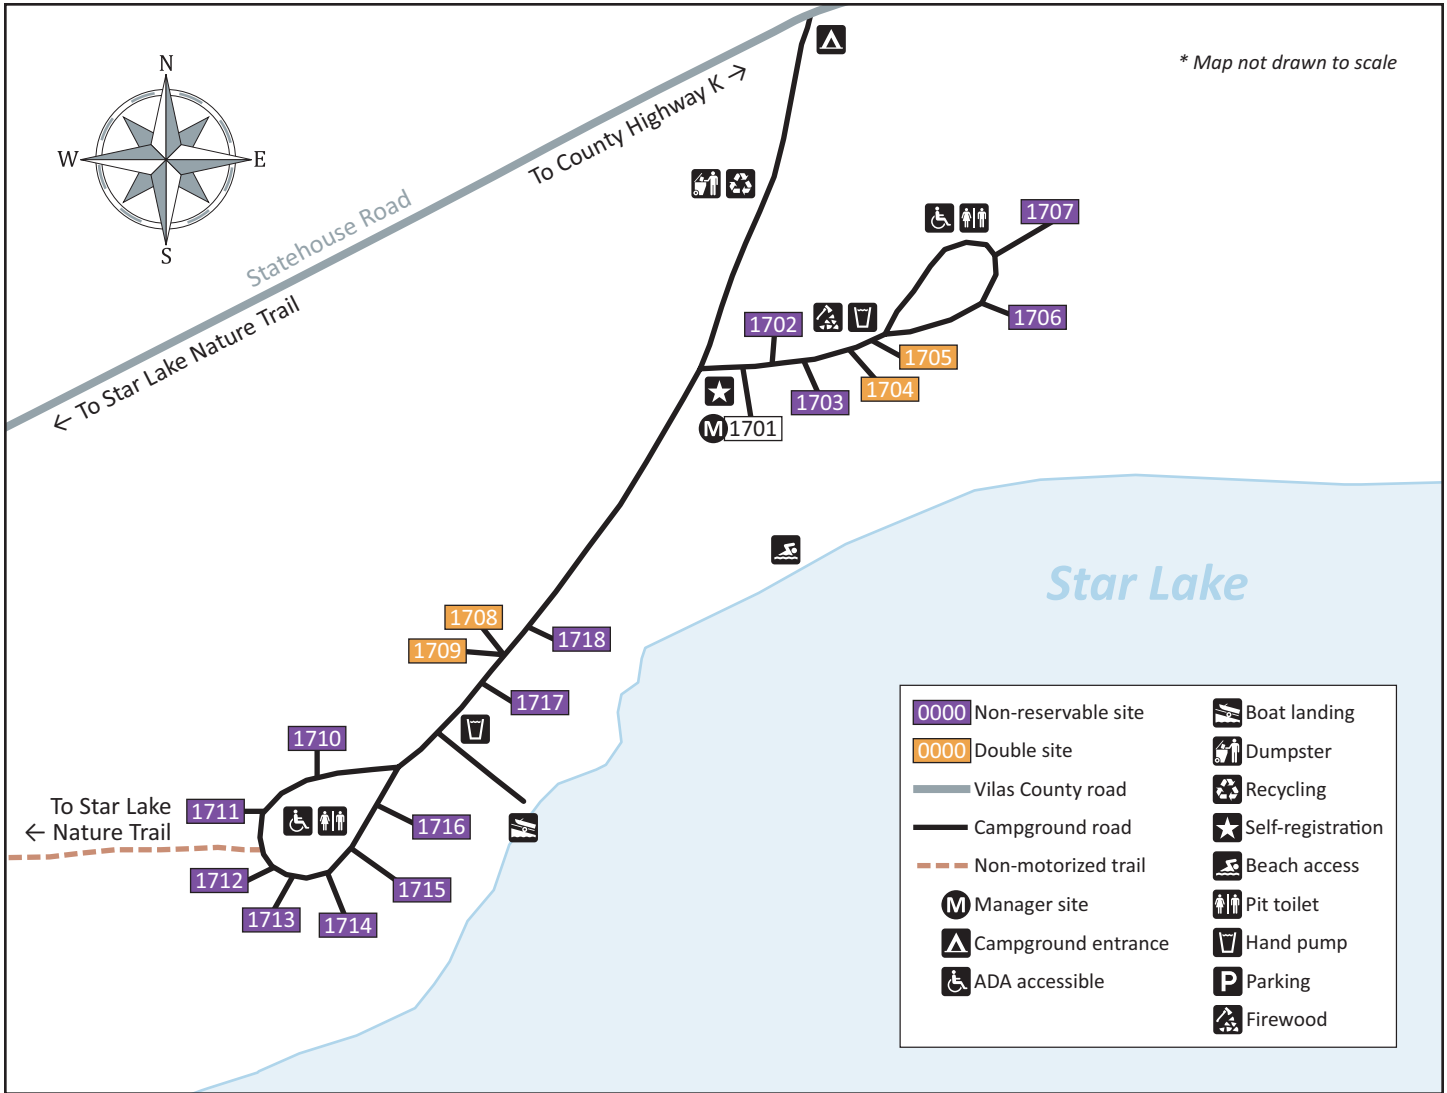 * Map not drawn to scale
N
W
E
S
To County Highway K →
Statehouse Road
← To Star Lake Nature Trail
1707
1706
1702
1705
1704
1703
M
1701
Star Lake
1708
1709
1718
1717
1710
1711
To Star Lake
← Nature Trail
1716
1712
1715
1713
1714
0000 Non-reservable site
0000 Double site
Vilas County road
Campground road
Non-motorized trail
M Manager site
Campground entrance
ADA accessible
Boat landing
Dumpster
Recycling
Self-registration
Beach access
Pit toilet
Hand pump
P Parking
Firewood